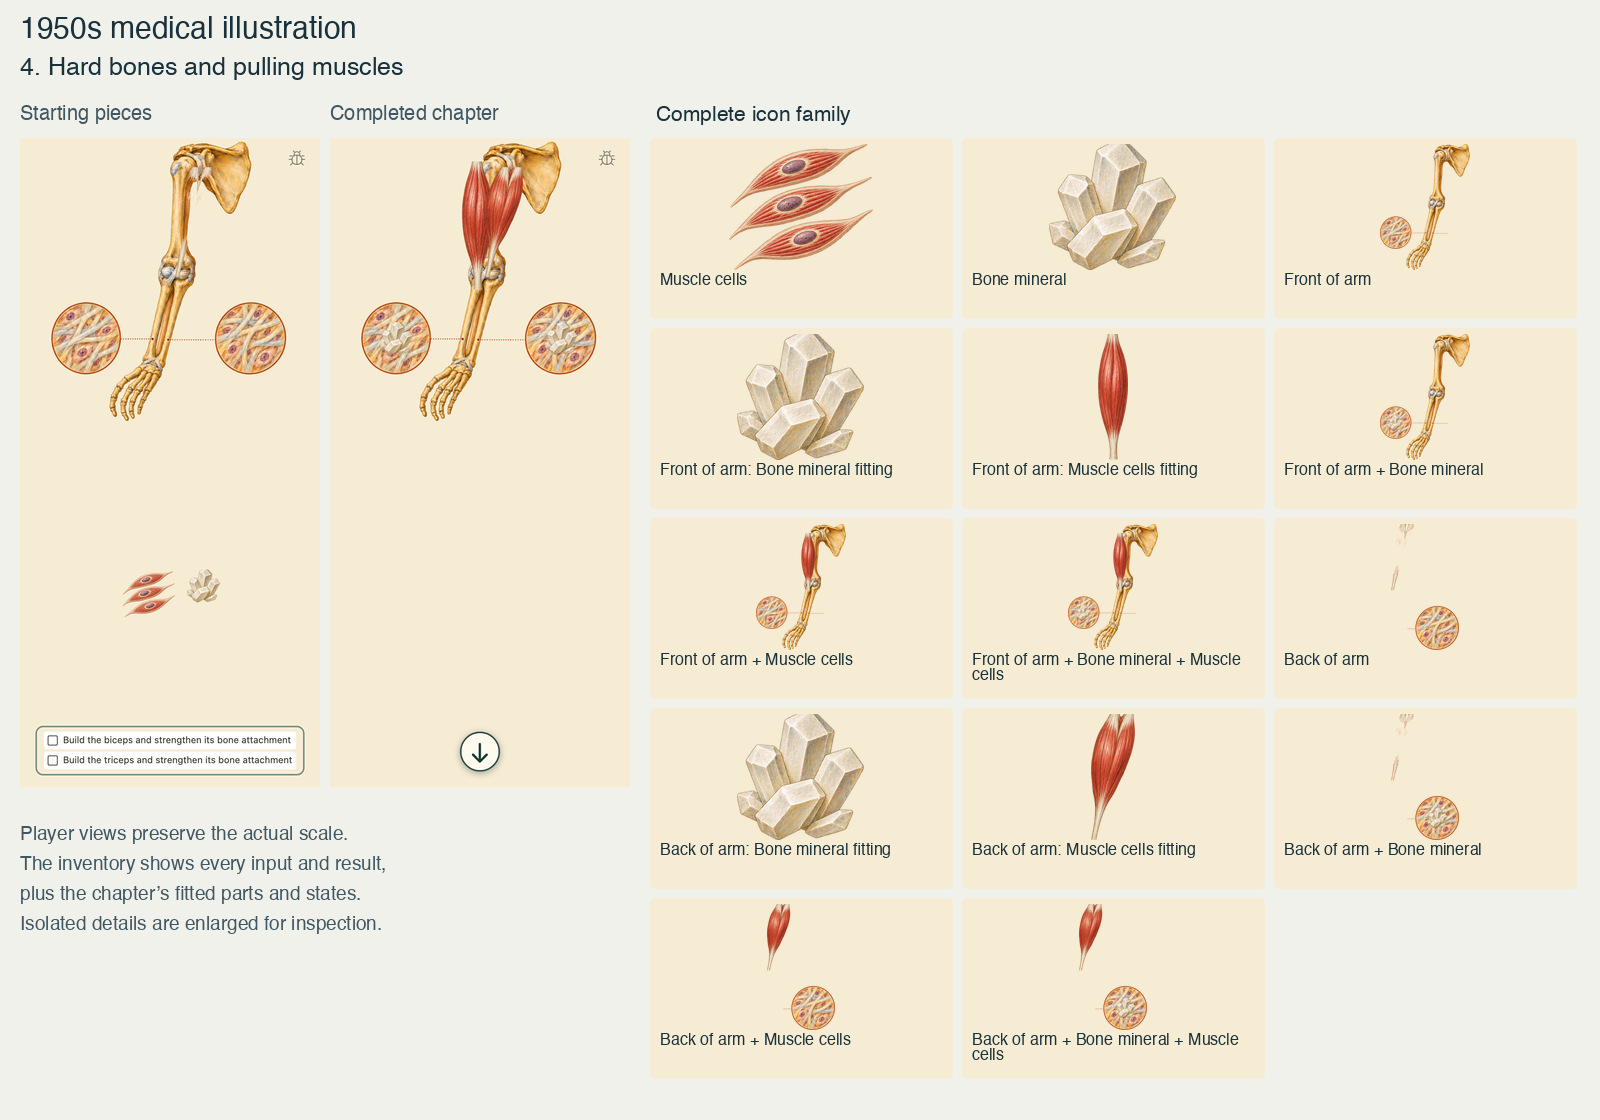 1950s medical illustration
4. Hard bones and pulling muscles
Starting pieces
Completed chapter
Complete icon family
Muscle cells
Bone mineral
Front of arm
Front of arm: Bone mineral fitting
Front of arm: Muscle cells fitting
Front of arm + Bone mineral
Front of arm + Muscle cells
Front of arm + Bone mineral + Muscle
cells
Back of arm
Back of arm: Bone mineral fitting
Back of arm: Muscle cells fitting
Back of arm + Bone mineral
Back of arm + Muscle cells
Back of arm + Bone mineral + Muscle
cells
Build the biceps and strengthen its bone attachment
Build the triceps and strengthen its bone attachment
Player views preserve the actual scale.
The inventory shows every input and result,
plus the chapter’s fitted parts and states.
Isolated details are enlarged for inspection.